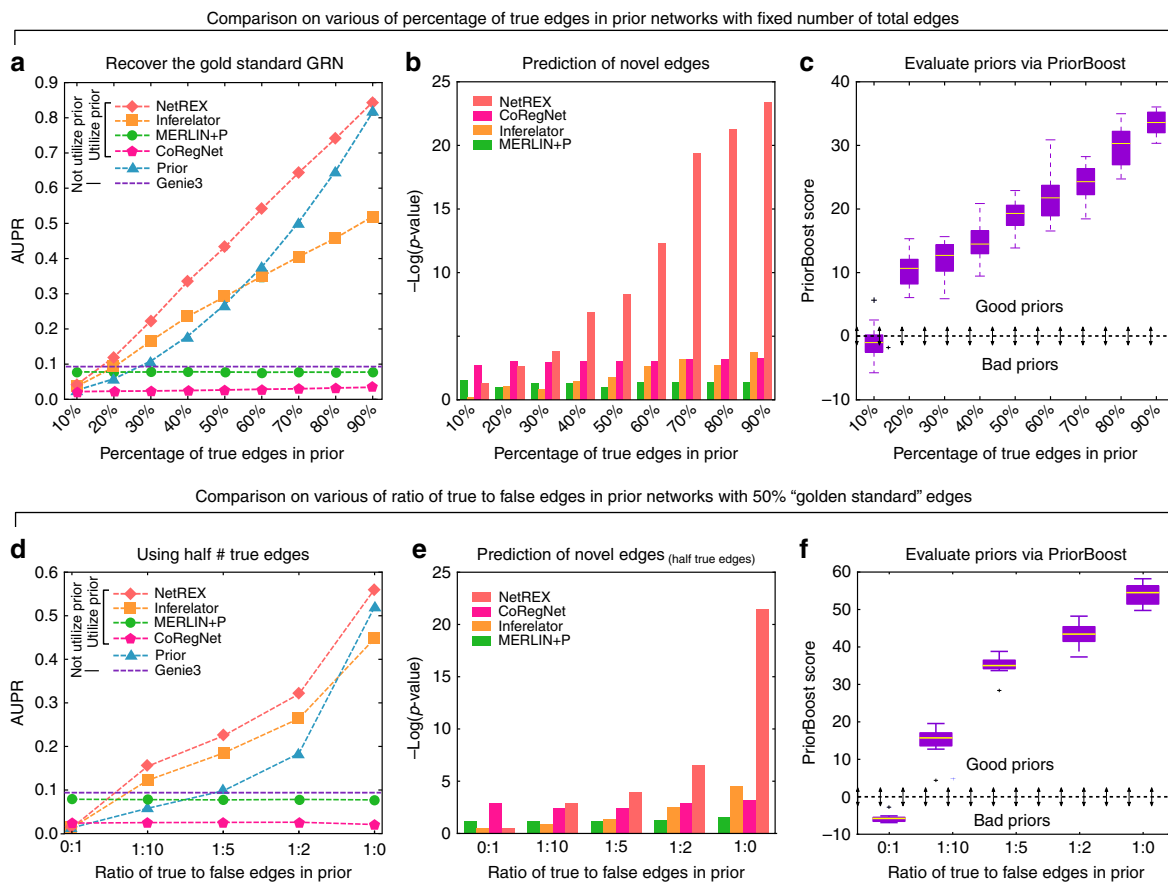 Comparison on various of percentage of true edges in prior networks with fixed number of total edges
a
Recover the gold standard GRN
0.9
0.8
0.7
0.6
0.5
0.4
0.3
0.2
0.1
0.0
AUPR
Not utilize prior
Utilize prior
NetREX
Inferelator
MERLIN+P
CoRegNet
Prior
Genie3
10%
20%
30%
40%
50%
60%
70%
80%
90%
Percentage of true edges in prior
b
Prediction of novel edges
25
20
15
10
5
0
–Log(p-value)
NetREX
CoRegNet
Inferelator
MERLIN+P
10%
20%
30%
40%
50%
60%
70%
80%
90%
Percentage of true edges in prior
c
Evaluate priors via PriorBoost
40
30
20
10
0
–10
PriorBoost score
Good priors
Bad priors
10%
20%
30%
40%
50%
60%
70%
80%
90%
Percentage of true edges in prior
Comparison on various of ratio of true to false edges in prior networks with 50% “golden standard” edges
d
Using half # true edges
0.6
0.5
0.4
0.3
0.2
0.1
0.0
AUPR
Not utilize prior
Utilize prior
NetREX
Inferelator
MERLIN+P
CoRegNet
Prior
Genie3
0:1
1:10
1:5
1:2
1:0
Ratio of true to false edges in prior
e
Prediction of novel edges (half true edges)
25
20
15
10
5
0
–Log(p-value)
NetREX
CoRegNet
Inferelator
MERLIN+P
0:1
1:10
1:5
1:2
1:0
Ratio of true to false edges in prior
f
Evaluate priors via PriorBoost
60
50
40
30
20
10
0
–10
PriorBoost score
Good priors
Bad priors
0:1
1:10
1:5
1:2
1:0
Ratio of true to false edges in prior